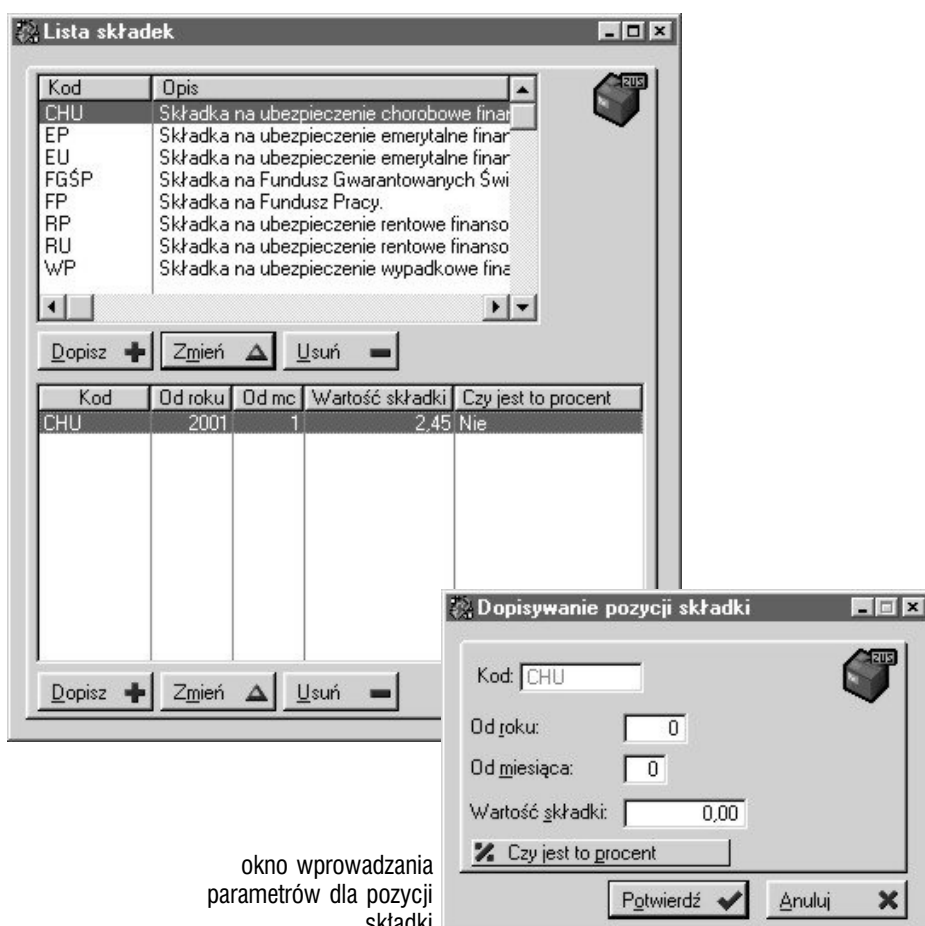 Lista składek
Kod Opis
CHU Składka na ubezpieczenie chorobowe finar
EP Składka na ubezpieczenie emerytalne finar
EU Składka na ubezpieczenie emerytalne finar
FGŚP Składka na Fundusz Gwarantowanych Świ
FP Składka na Fundusz Pracy.
RP Składka na ubezpieczenie rentowe finanso
RU Składka na ubezpieczenie rentowe finanso
WP Składka na ubezpieczenie wypadkowe fina
ZUS
Dopisz Zmień Usuń
Kod Od roku Od mc Wartość składki Czy jest to procent
CHU 2001 1 2,45 Nie
Dopisz Zmień Usuń
Dopisywanie pozycji składki
ZUS
Kod: CHU
Od roku: 0
Od miesiąca: 0
Wartość składki: 0,00
% Czy jest to procent
Potwierdź Anuluj
okno wprowadzania
parametrów dla pozycji
składki